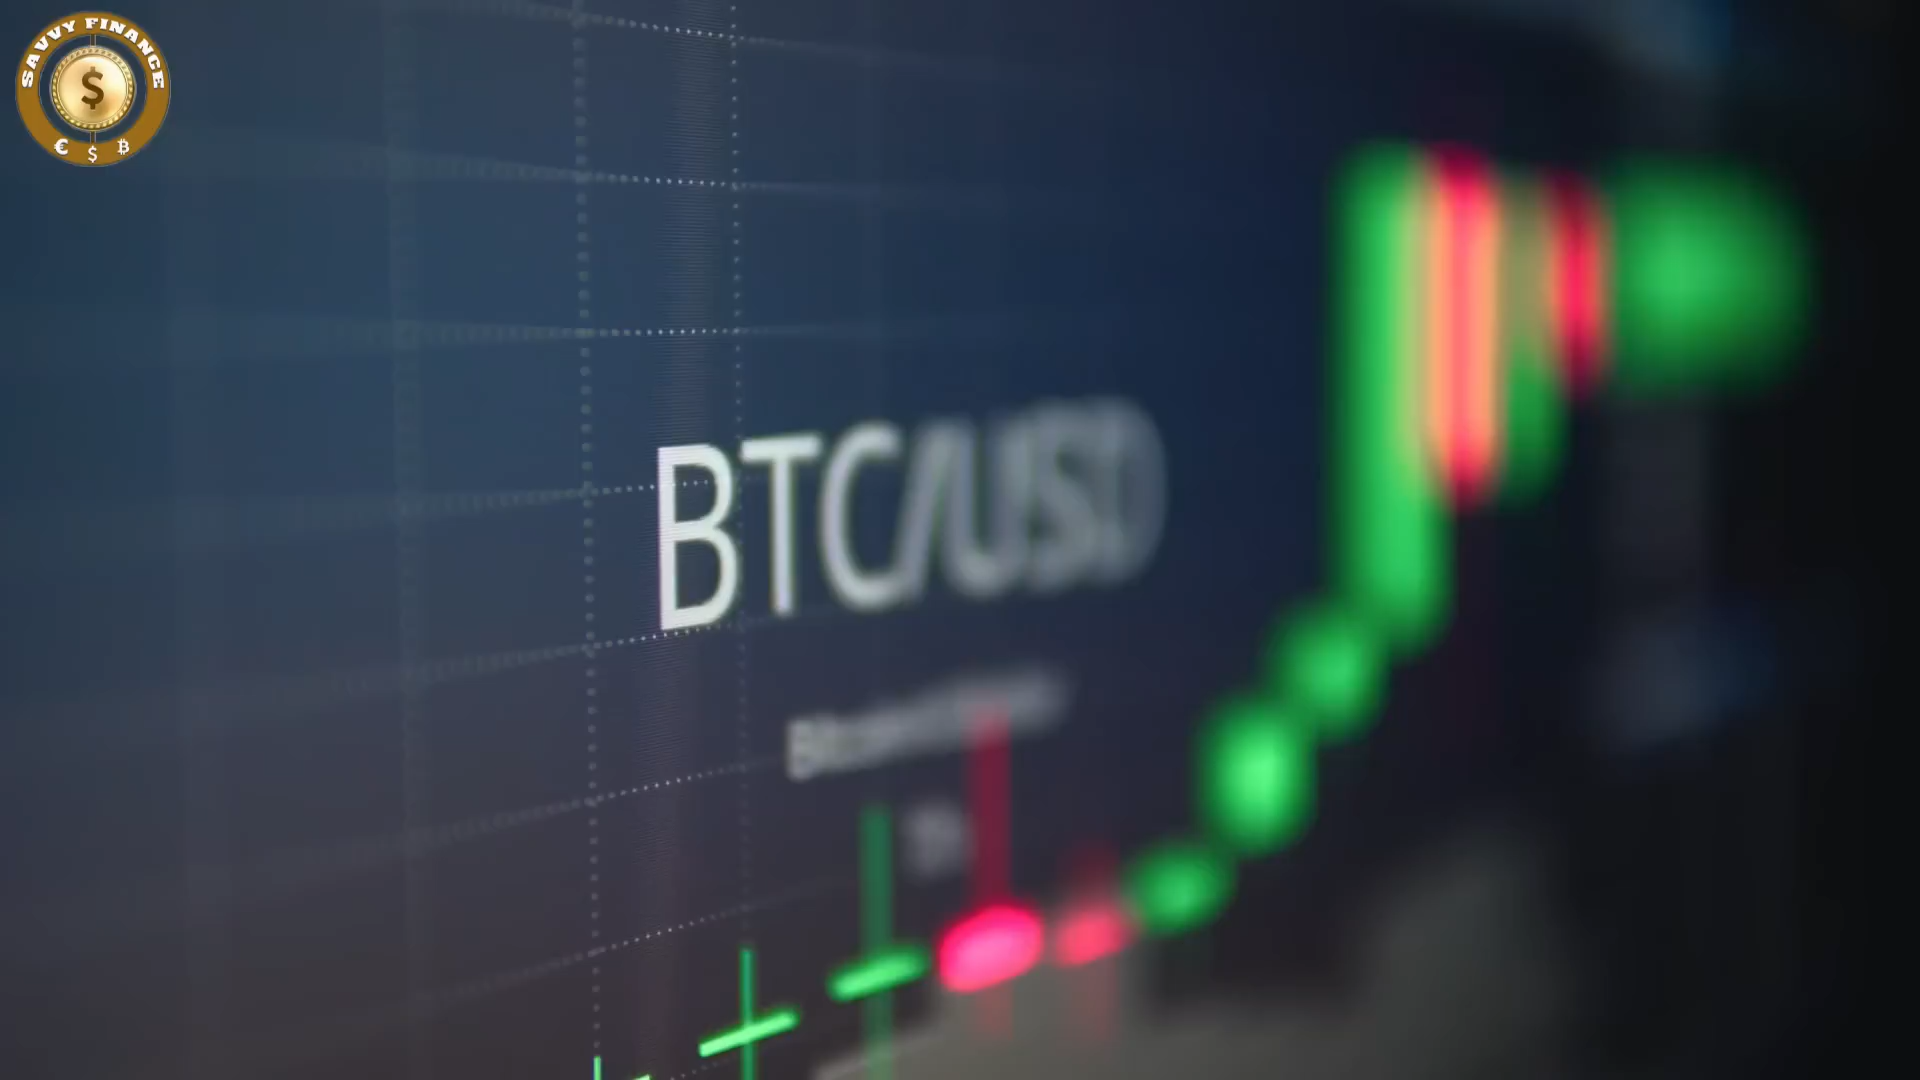 SAVVY FINANCE
$
€ $ ₿
BTC/USD